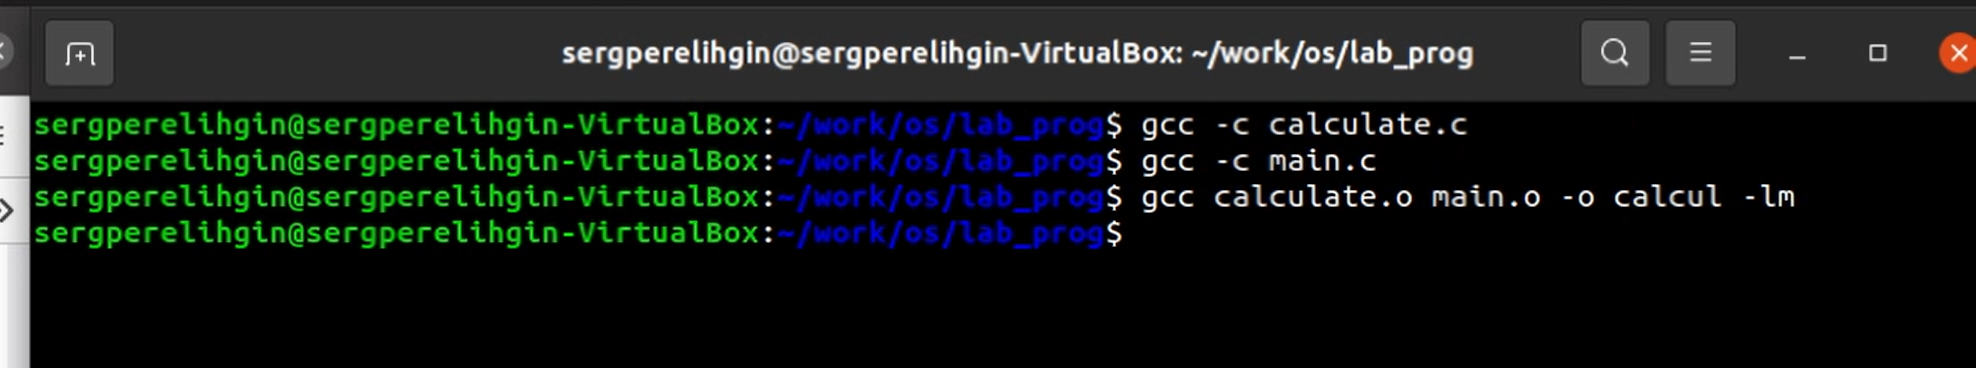 sergperelihgin@sergperelihgin-VirtualBox: ~/work/os/lab_prog
sergperelihgin@sergperelihgin-VirtualBox:~/work/os/lab_prog$ gcc -c calculate.c
sergperelihgin@sergperelihgin-VirtualBox:~/work/os/lab_prog$ gcc -c main.c
sergperelihgin@sergperelihgin-VirtualBox:~/work/os/lab_prog$ gcc calculate.o main.o -o calcul -lm
sergperelihgin@sergperelihgin-VirtualBox:~/work/os/lab_prog$